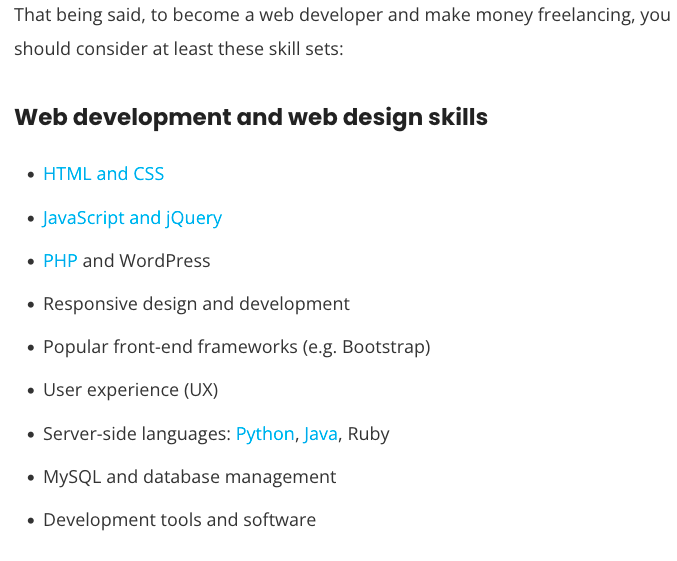 That being said, to become a web developer and make money freelancing, you
should consider at least these skill sets:
Web development and web design skills
• HTML and CSS
• JavaScript and jQuery
• PHP and WordPress
• Responsive design and development
• Popular front-end frameworks (e.g. Bootstrap)
• User experience (UX)
• Server-side languages: Python, Java, Ruby
• MySQL and database management
• Development tools and software